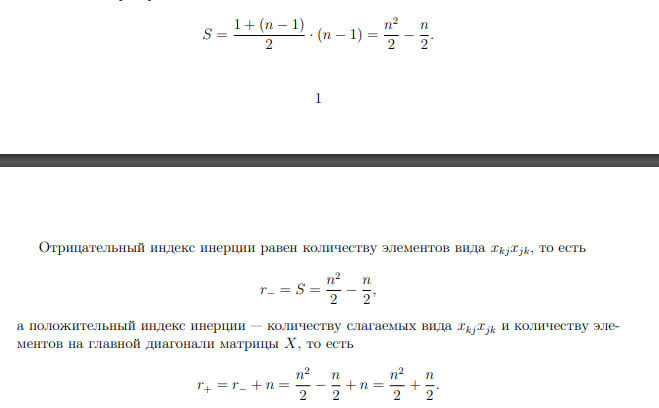 S = \frac{1 + (n − 1)}{2} · (n − 1) = \frac{n^2}{2} − \frac{n}{2}.
1
Отрицательный индекс инерции равен количеству элементов вида x_{kj}x_{jk}, то есть
r_− = S = \frac{n^2}{2} − \frac{n}{2},
а положительный индекс инерции — количеству слагаемых вида x_{kj}x_{jk} и количеству эле-
ментов на главной диагонали матрицы X, то есть
r_+ = r_− + n = \frac{n^2}{2} − \frac{n}{2} + n = \frac{n^2}{2} + \frac{n}{2}.